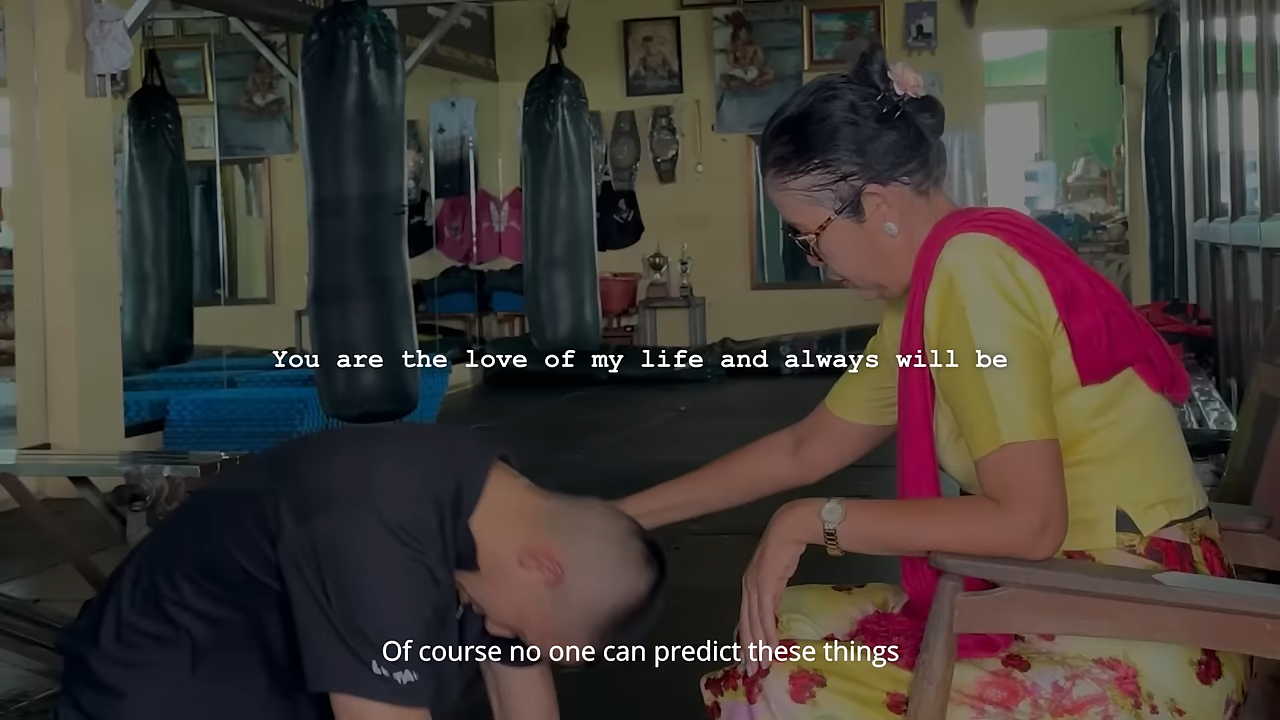 You are the love of my life and always will be
Of course no one can predict these things